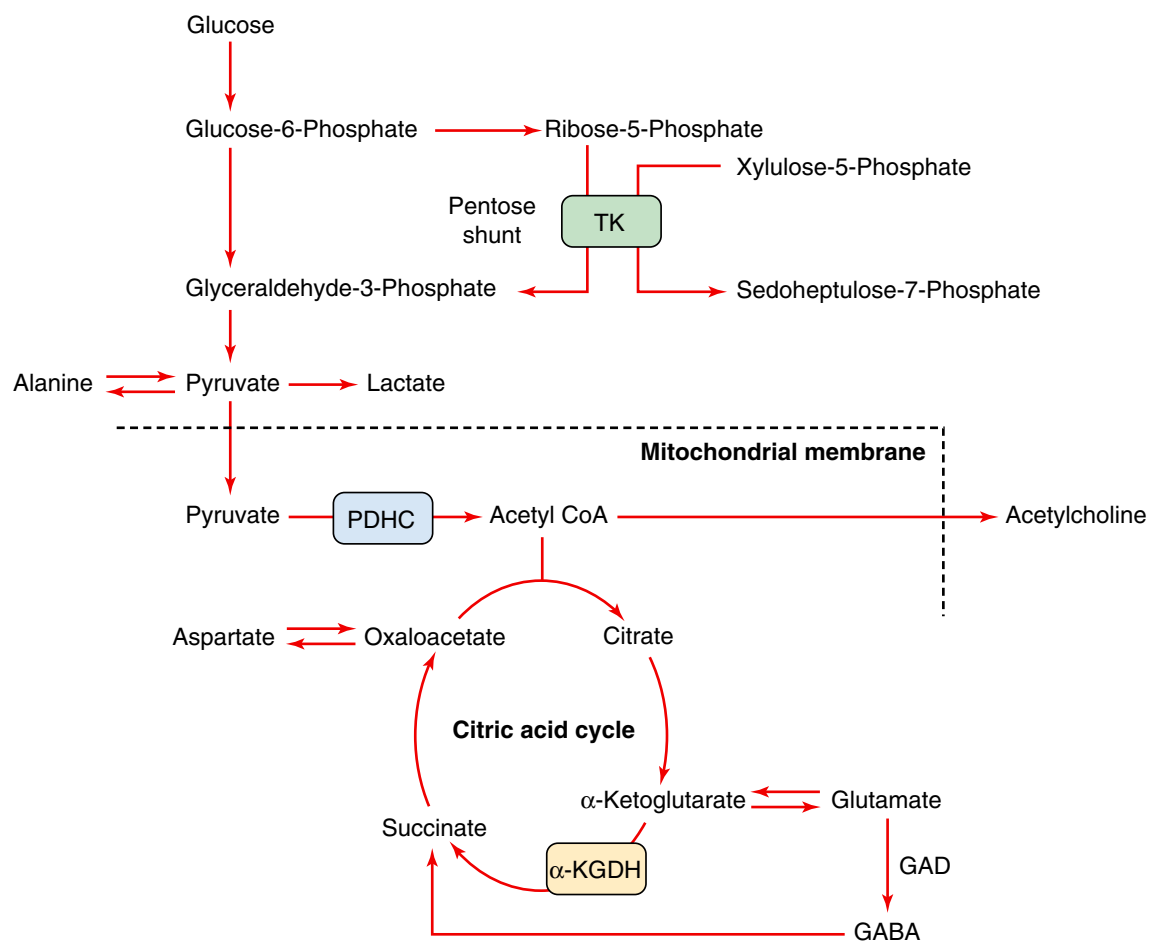 Glucose
Glucose-6-Phosphate
Ribose-5-Phosphate
Xylulose-5-Phosphate
Pentose
shunt
TK
Glyceraldehyde-3-Phosphate
Sedoheptulose-7-Phosphate
Alanine
Pyruvate
Lactate
Mitochondrial membrane
Pyruvate
PDHC
Acetyl CoA
Acetylcholine
Aspartate
Oxaloacetate
Citrate
Citric acid cycle
α-Ketoglutarate
Glutamate
Succinate
α-KGDH
GAD
GABA